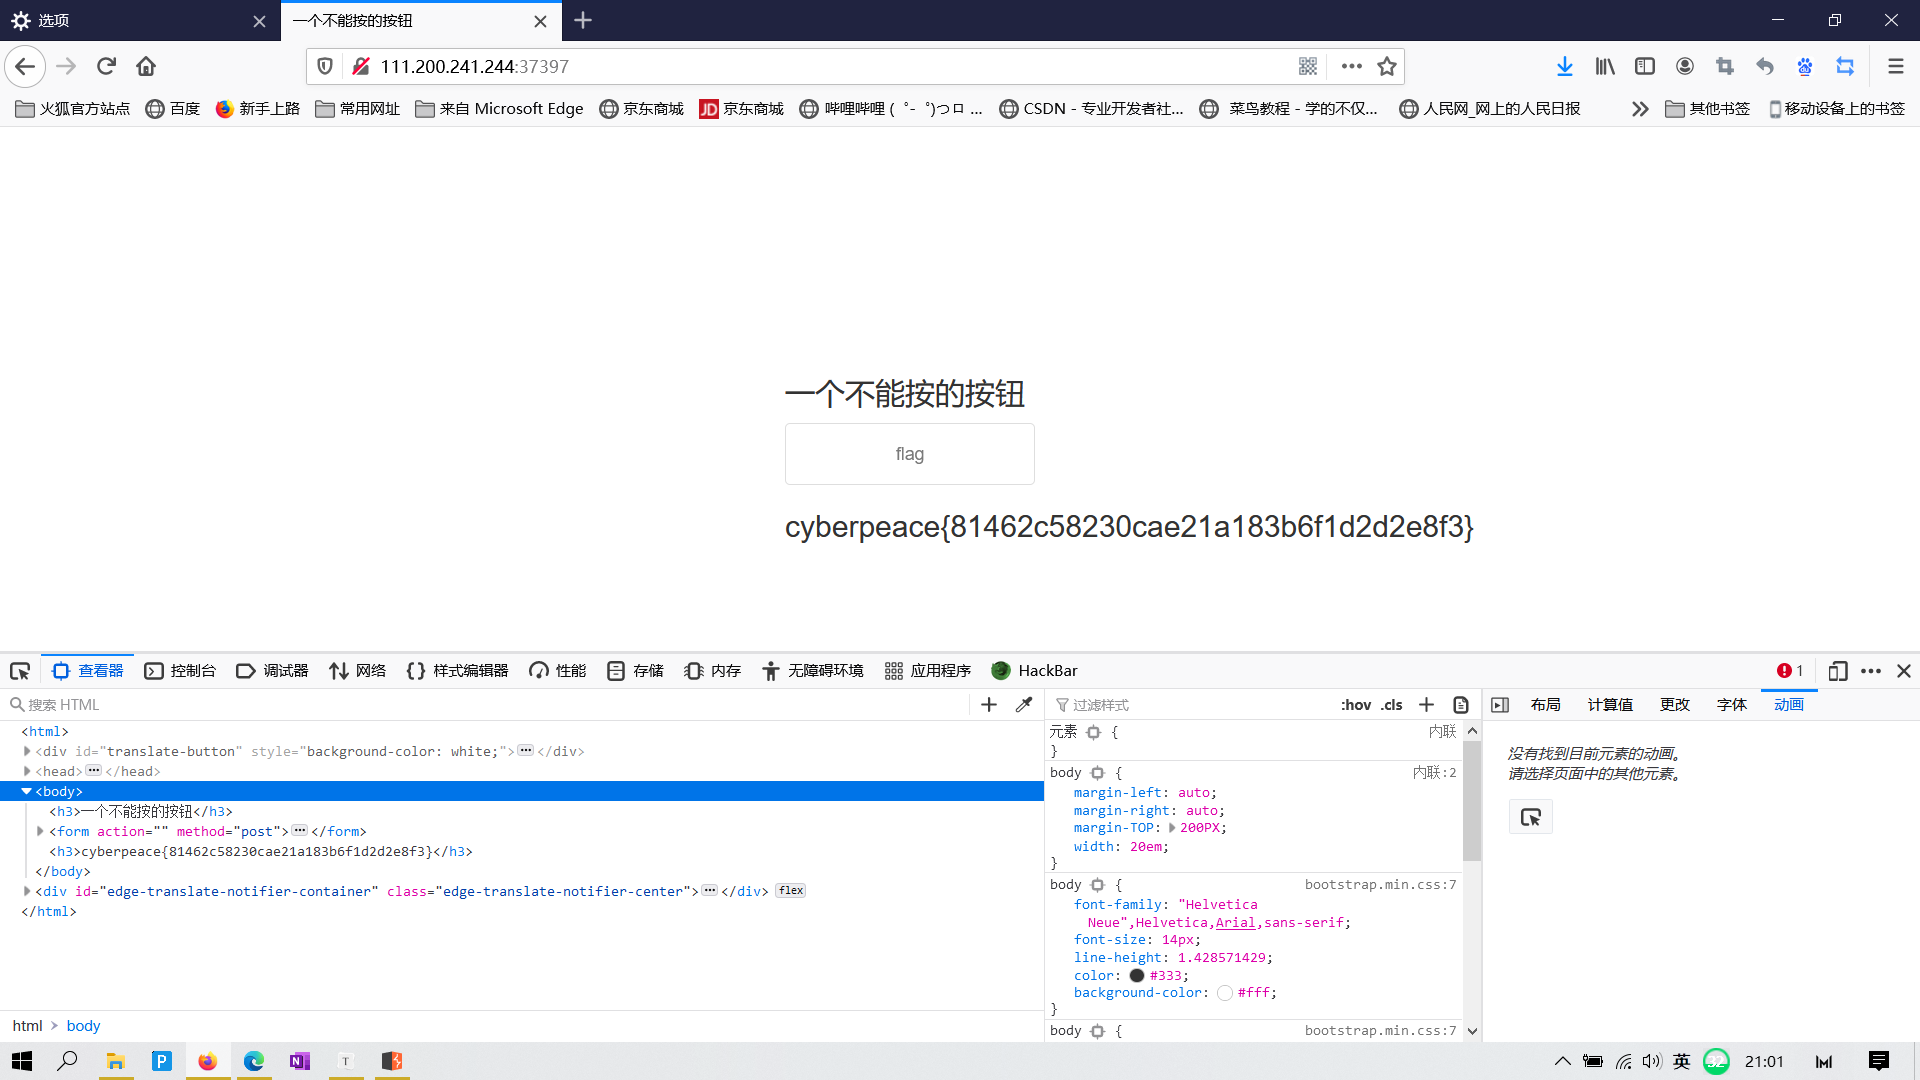 选项
一个不能按的按钮
111.200.241.244:37397
火狐官方站点
百度
新手上路
常用网址
来自 Microsoft Edge
京东商城
JD 京东商城
哔哩哔哩 ( ゜- ゜)つロ ...
CSDN - 专业开发者社...
菜鸟教程 - 学的不仅...
人民网_网上的人民日报
其他书签
移动设备上的书签
一个不能按的按钮
flag
cyberpeace{81462c58230cae21a183b6f1d2d2e8f3}
查看器
控制台
调试器
网络
样式编辑器
性能
存储
内存
无障碍环境
应用程序
HackBar
1
搜索 HTML
<html>
<div id="translate-button" style="background-color: white;">···</div>
<head>···</head>
<body>
<h3>一个不能按的按钮</h3>
<form action="" method="post">···</form>
<h3>cyberpeace{81462c58230cae21a183b6f1d2d2e8f3}</h3>
</body>
<div id="edge-translate-notifier-container" class="edge-translate-notifier-center">···</div> flex
</html>
html > body
过滤样式
:hov .cls
元素 {
内联
}
body {
内联:2
margin-left: auto;
margin-right: auto;
margin-TOP: 200PX;
width: 20em;
}
body {
bootstrap.min.css:7
font-family: "Helvetica
Neue",Helvetica,Arial,sans-serif;
font-size: 14px;
line-height: 1.428571429;
color: #333;
background-color: #fff;
}
body {
bootstrap.min.css:7
布局
计算值
更改
字体
动画
没有找到目前元素的动画。
请选择页面中的其他元素。
P
N
T
英
32
21:01